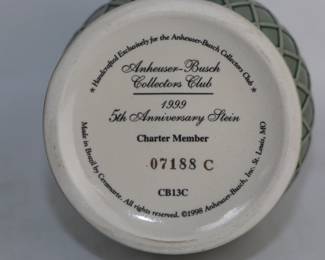 ★ Handcrafted Exclusively for the Anheuser-Busch Collectors Club ★
Anheuser-Busch
Collectors Club
1999
5th Anniversary Stein
Charter Member
07188 C
CB13C
Made in Brazil by Ceramarte. All rights reserved. ©1998 Anheuser-Busch, Inc. St. Louis, MO